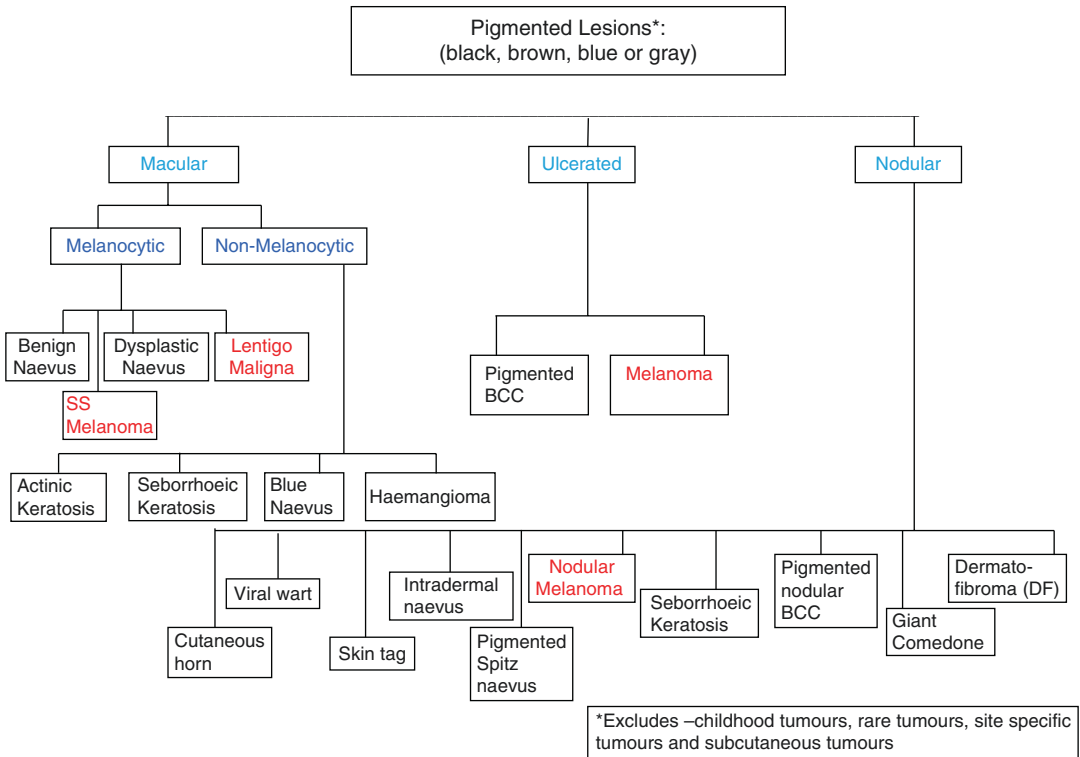 Pigmented Lesions*:
(black, brown, blue or gray)
Macular
Ulcerated
Nodular
Melanocytic
Non-Melanocytic
Benign
Naevus
Dysplastic
Naevus
Lentigo
Maligna
SS
Melanoma
Pigmented
BCC
Melanoma
Actinic
Keratosis
Seborrhoeic
Keratosis
Blue
Naevus
Haemangioma
Cutaneous
horn
Viral wart
Skin tag
Intradermal
naevus
Pigmented
Spitz
naevus
Nodular
Melanoma
Seborrhoeic
Keratosis
Pigmented
nodular
BCC
Giant
Comedone
Dermato-
fibroma (DF)
*Excludes –childhood tumours, rare tumours, site specific
tumours and subcutaneous tumours